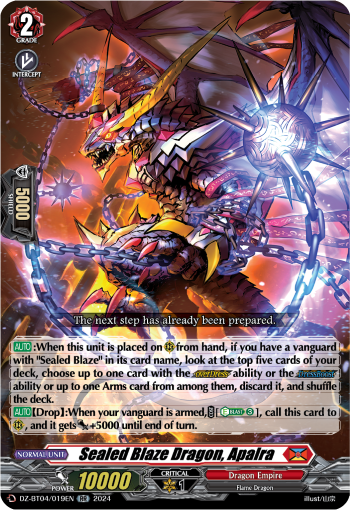 2
GRADE
INTERCEPT
5000
SHIELD
The next step has already been prepared.
AUTO:When this unit is placed on R from hand, if you have a vanguard
with "Sealed Blaze" in its card name, look at the top five cards of your
deck, choose up to one card with the overDress ability or the XoverDress
ability or up to one Arms card from among them, discard it, and shuffle
the deck.
AUTO[Drop]:When your vanguard is armed, [E-BLAST 3], call this card to
R, and it gets +5000 until end of turn.
NORMAL UNIT
Sealed Blaze Dragon, Apalra
POWER 10000
CRITICAL
1
Dragon Empire
Flame Dragon
DZ-BT04/019EN RR 2024
illust/山宗